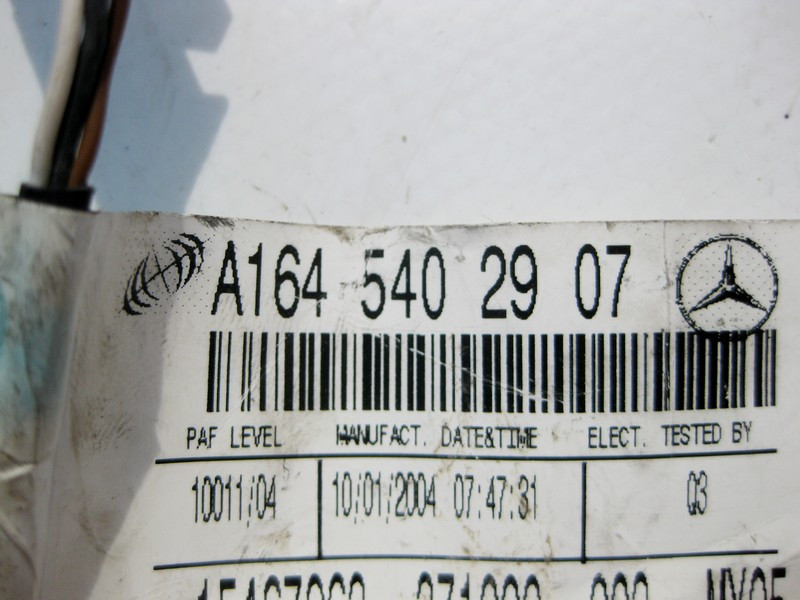 A164 540 29 07
PAF LEVEL MANUFACT. DATE&TIME ELECT. TESTED BY
10011/04 10/01/2004 07:47:31 Q3